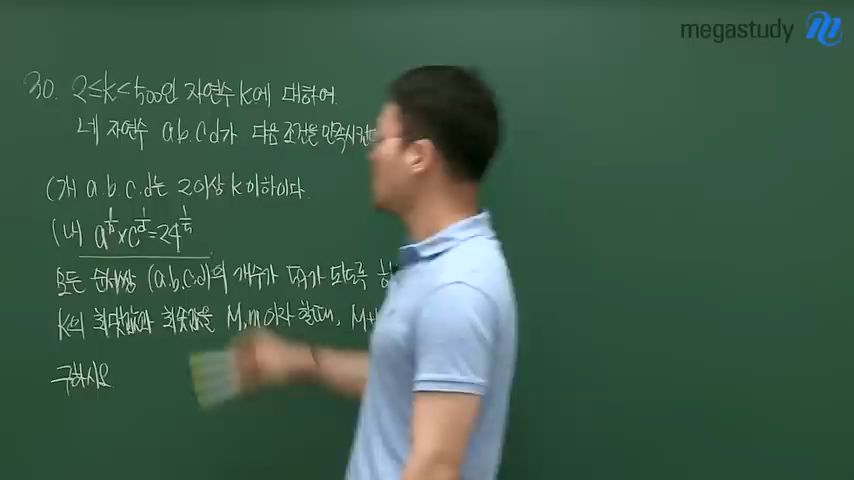 megastudy
30. 2≤k<500인 자연수 k에 대하여
네 자연수 a.b.c.d가 다음 조건을 만족시킨다
(가) a.b.c.d는 2이상 k이하이다.
(나) a^{1/b}×c^{1/d}=24^{1/5}
모든 순서쌍 (a.b.c.d)의 개수가 되도록 하
k의 최댓값과 최솟값을 M,m이라 할때, M+
구하시오